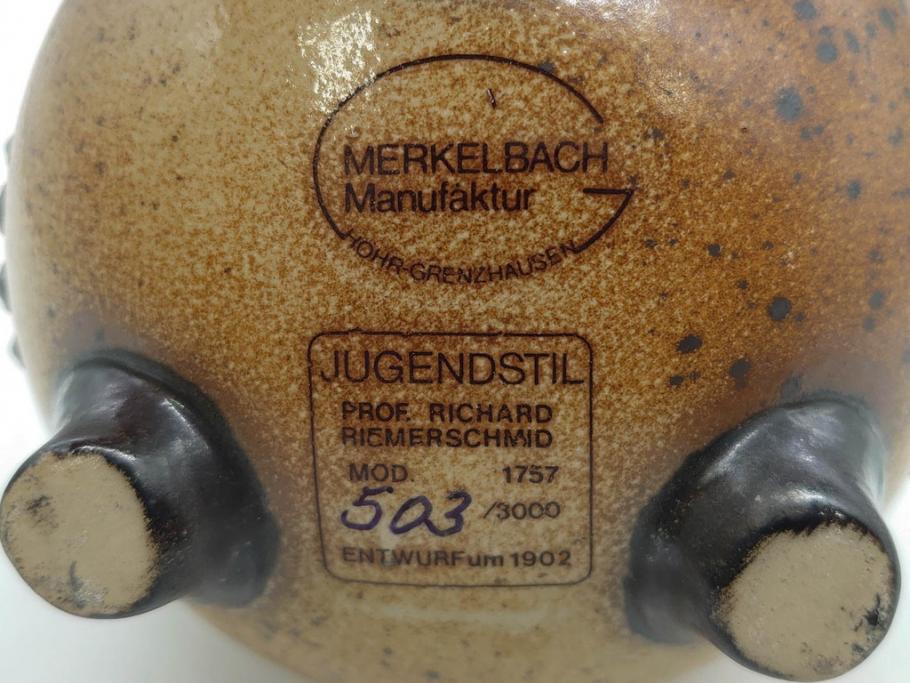 MERKELBACH
Manufaktur
HÖHR-GRENZHAUSEN
JUGENDSTIL
PROF. RICHARD
RIEMERSCHMID
MOD. 1757
503 /3000
ENTWURF um 1902